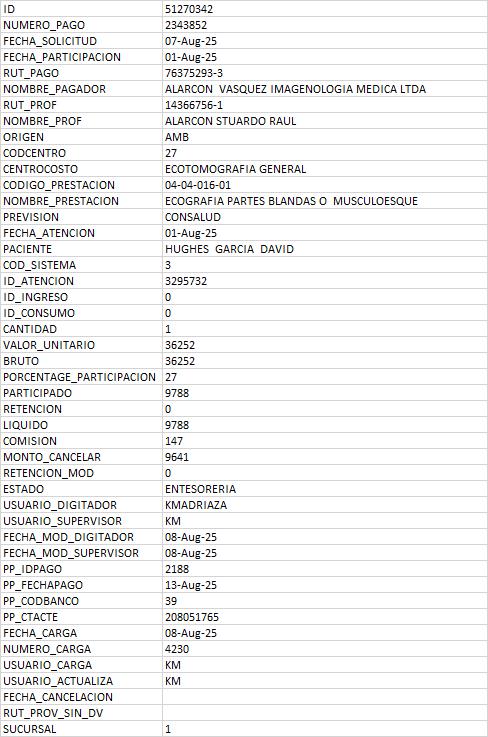 ID 51270342
NUMERO_PAGO 2343852
FECHA_SOLICITUD 07-Aug-25
FECHA_PARTICIPACION 01-Aug-25
RUT_PAGO 76375293-3
NOMBRE_PAGADOR ALARCON  VASQUEZ IMAGENOLOGIA MEDICA LTDA
RUT_PROF 14366756-1
NOMBRE_PROF ALARCON STUARDO RAUL
ORIGEN AMB
CODCENTRO 27
CENTROCOSTO ECOTOMOGRAFIA GENERAL
CODIGO_PRESTACION 04-04-016-01
NOMBRE_PRESTACION ECOGRAFIA PARTES BLANDAS O  MUSCULOESQUE
PREVISION CONSALUD
FECHA_ATENCION 01-Aug-25
PACIENTE HUGHES  GARCIA  DAVID
COD_SISTEMA 3
ID_ATENCION 3295732
ID_INGRESO 0
ID_CONSUMO 0
CANTIDAD 1
VALOR_UNITARIO 36252
BRUTO 36252
PORCENTAGE_PARTICIPACION 27
PARTICIPADO 9788
RETENCION 0
LIQUIDO 9788
COMISION 147
MONTO_CANCELAR 9641
RETENCION_MOD 0
ESTADO ENTESORERIA
USUARIO_DIGITADOR KMADRIAZA
USUARIO_SUPERVISOR KM
FECHA_MOD_DIGITADOR 08-Aug-25
FECHA_MOD_SUPERVISOR 08-Aug-25
PP_IDPAGO 2188
PP_FECHAPAGO 13-Aug-25
PP_CODBANCO 39
PP_CTACTE 208051765
FECHA_CARGA 08-Aug-25
NUMERO_CARGA 4230
USUARIO_CARGA KM
USUARIO_ACTUALIZA KM
FECHA_CANCELACION
RUT_PROV_SIN_DV
SUCURSAL 1